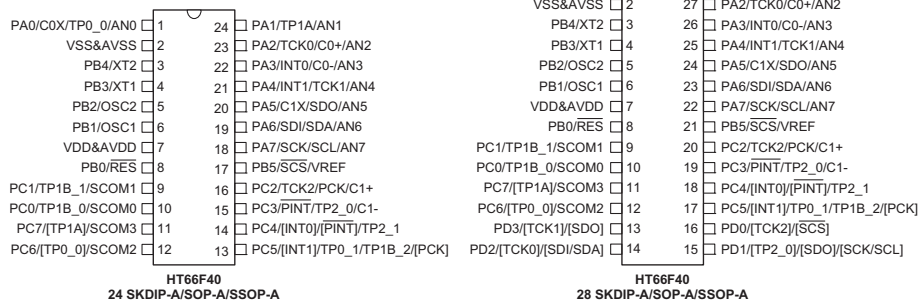 PA0/C0X/TP0_0/AN0 1 24 PA1/TP1A/AN1
VSS&AVSS 2 23 PA2/TCK0/C0+/AN2
PB4/XT2 3 22 PA3/INT0/C0-/AN3
PB3/XT1 4 21 PA4/INT1/TCK1/AN4
PB2/OSC2 5 20 PA5/C1X/SDO/AN5
PB1/OSC1 6 19 PA6/SDI/SDA/AN6
VDD&AVDD 7 18 PA7/SCK/SCL/AN7
PB0/RES 8 17 PB5/SCS/VREF
PC1/TP1B_1/SCOM1 9 16 PC2/TCK2/PCK/C1+
PC0/TP1B_0/SCOM0 10 15 PC3/PINT/TP2_0/C1-
PC7/[TP1A]/SCOM3 11 14 PC4/[INT0]/[PINT]/TP2_1
PC6/[TP0_0]/SCOM2 12 13 PC5/[INT1]/TP0_1/TP1B_2/[PCK]
HT66F40
24 SKDIP-A/SOP-A/SSOP-A
VSS&AVSS 2 27 PA2/TCK0/C0+/AN2
PB4/XT2 3 26 PA3/INT0/C0-/AN3
PB3/XT1 4 25 PA4/INT1/TCK1/AN4
PB2/OSC2 5 24 PA5/C1X/SDO/AN5
PB1/OSC1 6 23 PA6/SDI/SDA/AN6
VDD&AVDD 7 22 PA7/SCK/SCL/AN7
PB0/RES 8 21 PB5/SCS/VREF
PC1/TP1B_1/SCOM1 9 20 PC2/TCK2/PCK/C1+
PC0/TP1B_0/SCOM0 10 19 PC3/PINT/TP2_0/C1-
PC7/[TP1A]/SCOM3 11 18 PC4/[INT0]/[PINT]/TP2_1
PC6/[TP0_0]/SCOM2 12 17 PC5/[INT1]/TP0_1/TP1B_2/[PCK]
PD3/[TCK1]/[SDO] 13 16 PD0/[TCK2]/[SCS]
PD2/[TCK0]/[SDI/SDA] 14 15 PD1/[TP2_0]/[SDO]/[SCK/SCL]
HT66F40
28 SKDIP-A/SOP-A/SSOP-A